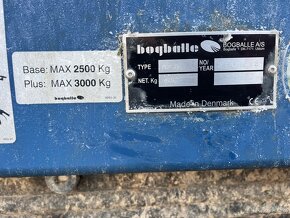 Base: MAX 2500 Kg
Plus: MAX 3000 Kg
bogballe
bogballe
BOGBALLE A/S
TYPE
NO/
YEAR
NET. Kg
Made in Denmark
CE